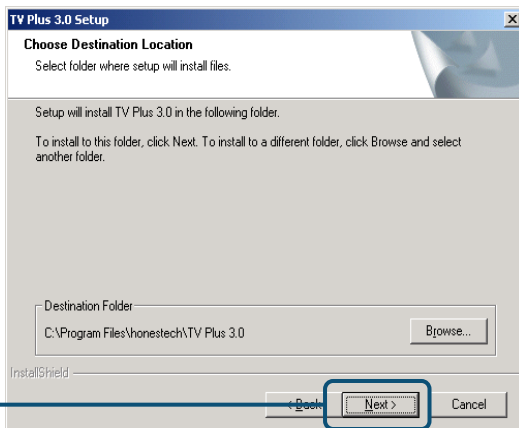 TV Plus 3.0 Setup
Choose Destination Location
Select folder where setup will install files.
Setup will install TV Plus 3.0 in the following folder.
To install to this folder, click Next. To install to a different folder, click Browse and select
another folder.
Destination Folder
C:\Program Files\honestech\TV Plus 3.0
Browse...
InstallShield
< Back Next > Cancel